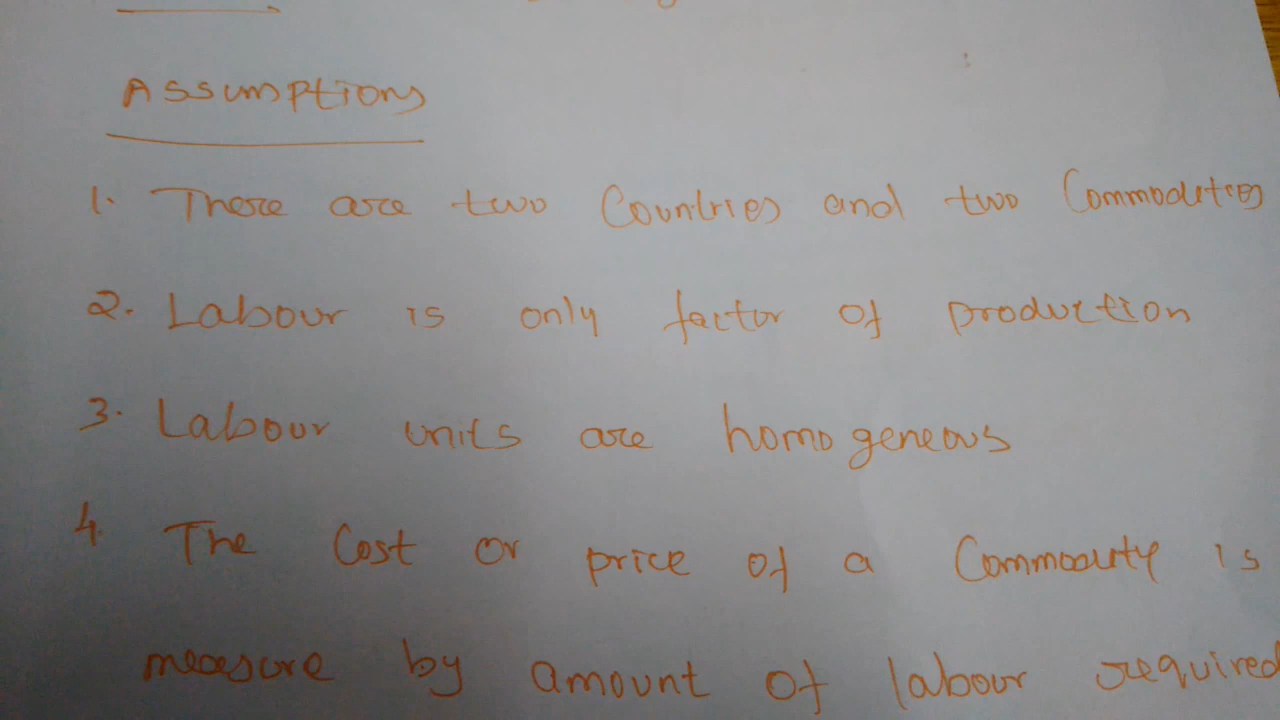 Assumptions
1. There are two Countries and two Commodities
2. Labour is only factor of production
3. Labour units are homogeneous
4. The Cost or price of a Commodity is
measure by amount of labour required